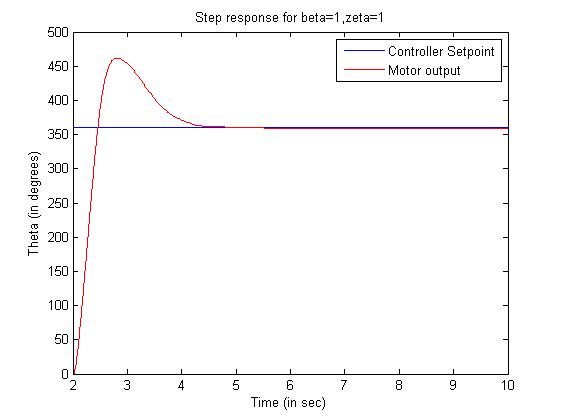 Step response for beta=1,zeta=1
Controller Setpoint
Motor output
Theta (in degrees)
500
450
400
350
300
250
200
150
100
50
0
2 3 4 5 6 7 8 9 10
Time (in sec)